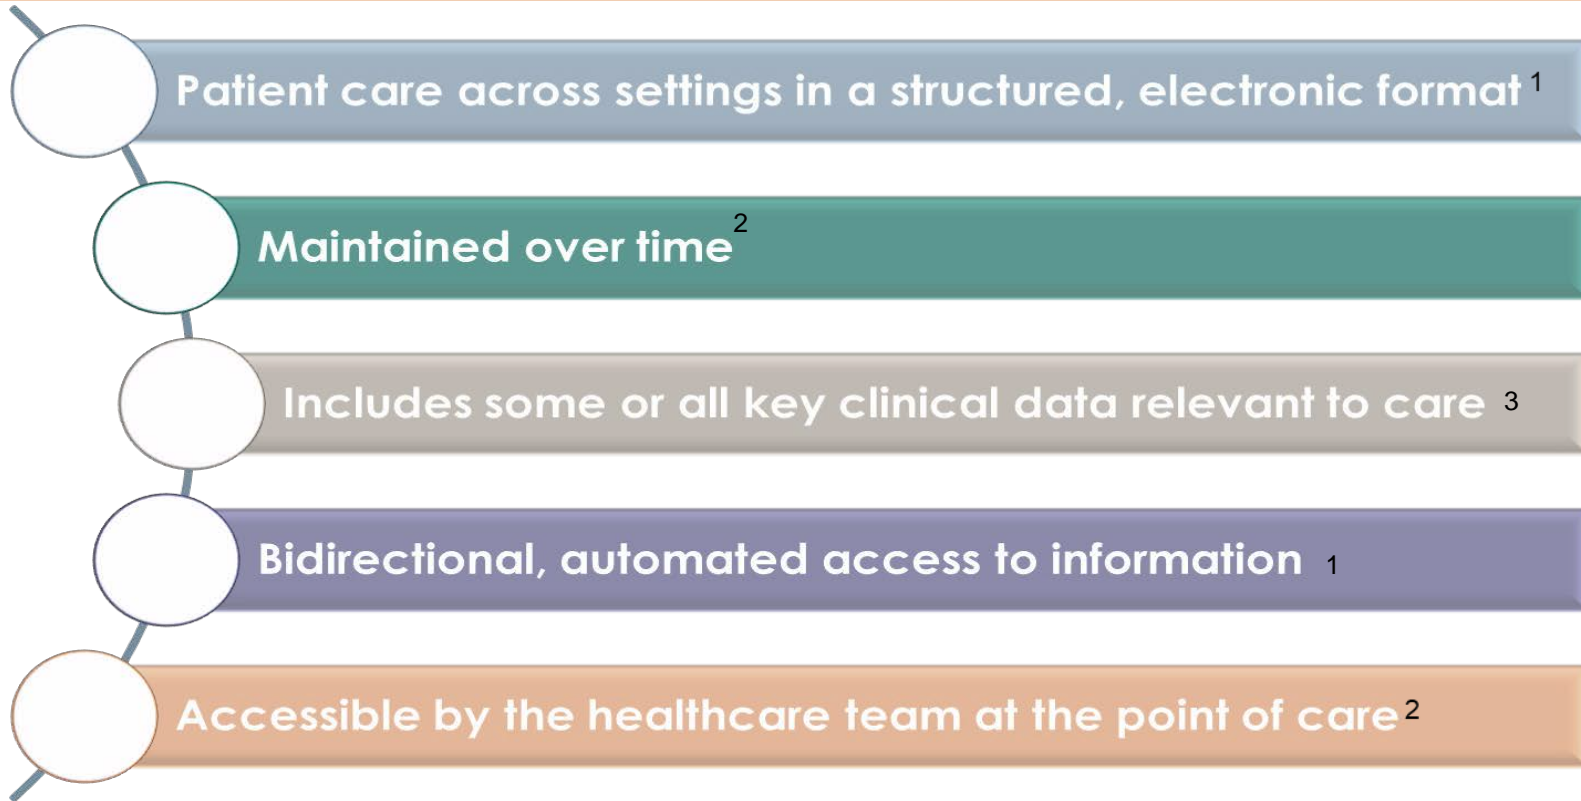 Patient care across settings in a structured, electronic format 1
Maintained over time 2
Includes some or all key clinical data relevant to care 3
Bidirectional, automated access to information 1
Accessible by the healthcare team at the point of care 2